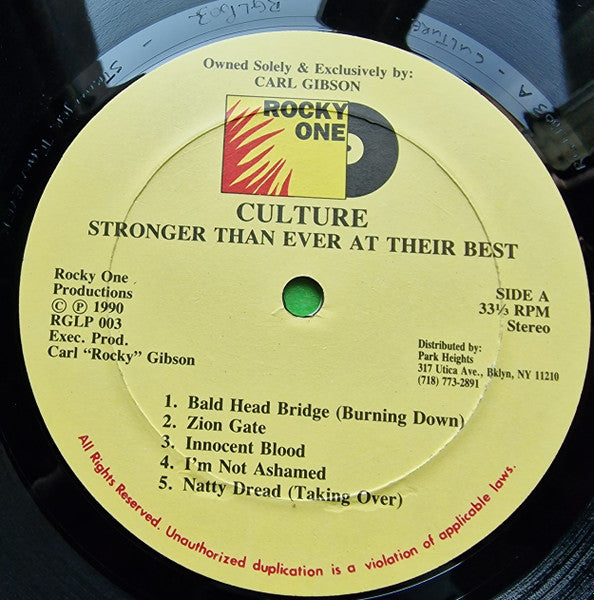 RGLP003
CULTURE
Owned Solely & Exclusively by:
CARL GIBSON
ROCKY
ONE
CULTURE
STRONGER THAN EVER AT THEIR BEST
Rocky One
Productions
© ℗ 1990
RGLP 003
Exec. Prod.
Carl "Rocky" Gibson
SIDE A
33⅓ RPM
Stereo
Distributed by:
Park Heights
317 Utica Ave., Bklyn, NY 11210
(718) 773-2891
1. Bald Head Bridge (Burning Down)
2. Zion Gate
3. Innocent Blood
4. I'm Not Ashamed
5. Natty Dread (Taking Over)
All Rights Reserved. Unauthorized duplication is a violation of applicable laws.